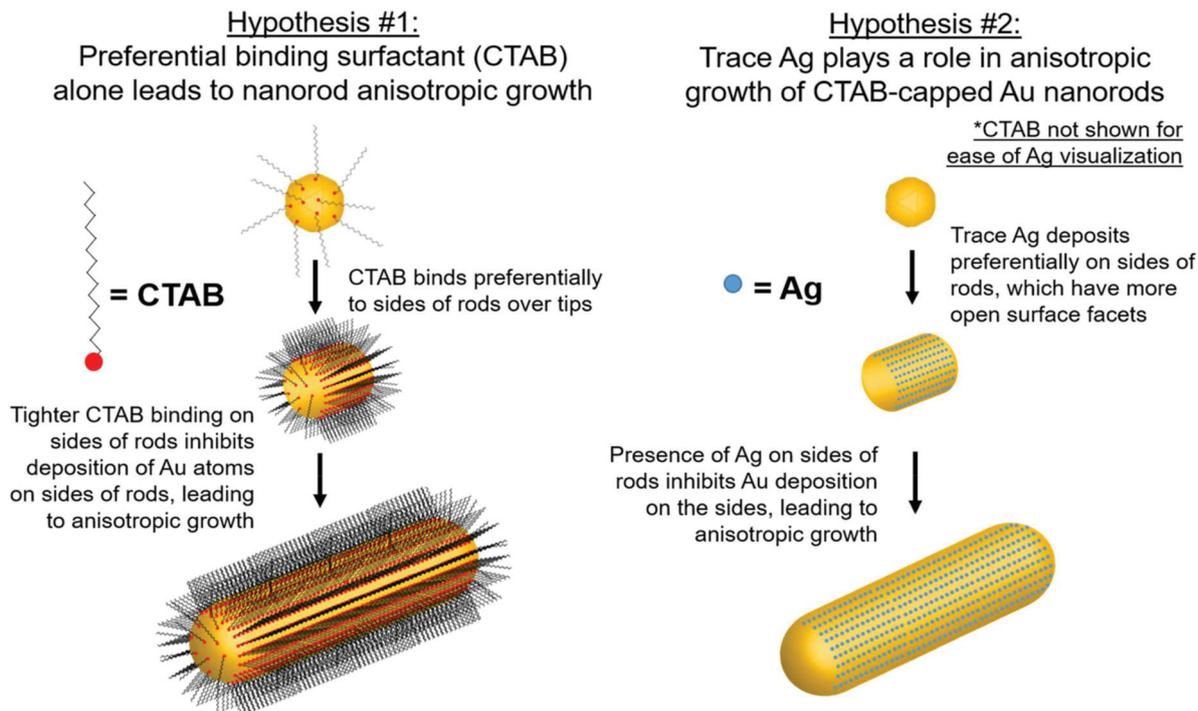 Hypothesis #1:
Preferential binding surfactant (CTAB)
alone leads to nanorod anisotropic growth
= CTAB
CTAB binds preferentially
to sides of rods over tips
Tighter CTAB binding on
sides of rods inhibits
deposition of Au atoms
on sides of rods, leading
to anisotropic growth
Hypothesis #2:
Trace Ag plays a role in anisotropic
growth of CTAB-capped Au nanorods
*CTAB not shown for
ease of Ag visualization
= Ag
Trace Ag deposits
preferentially on sides of
rods, which have more
open surface facets
Presence of Ag on sides of
rods inhibits Au deposition
on the sides, leading to
anisotropic growth